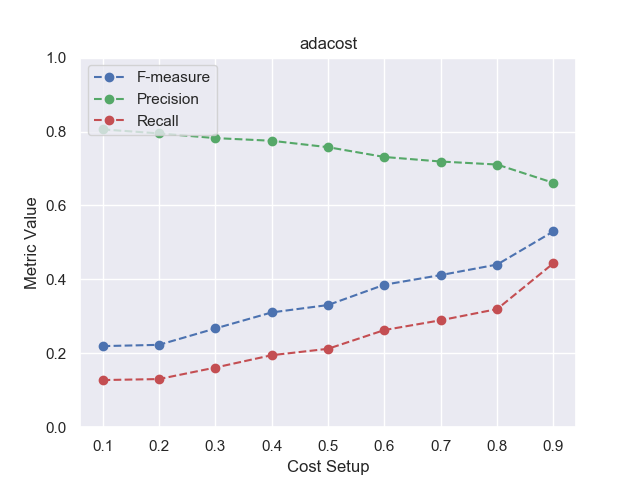 adacost
1.0
0.8
0.6
0.4
0.2
0.0
Metric Value
F-measure
Precision
Recall
0.1 0.2 0.3 0.4 0.5 0.6 0.7 0.8 0.9
Cost Setup